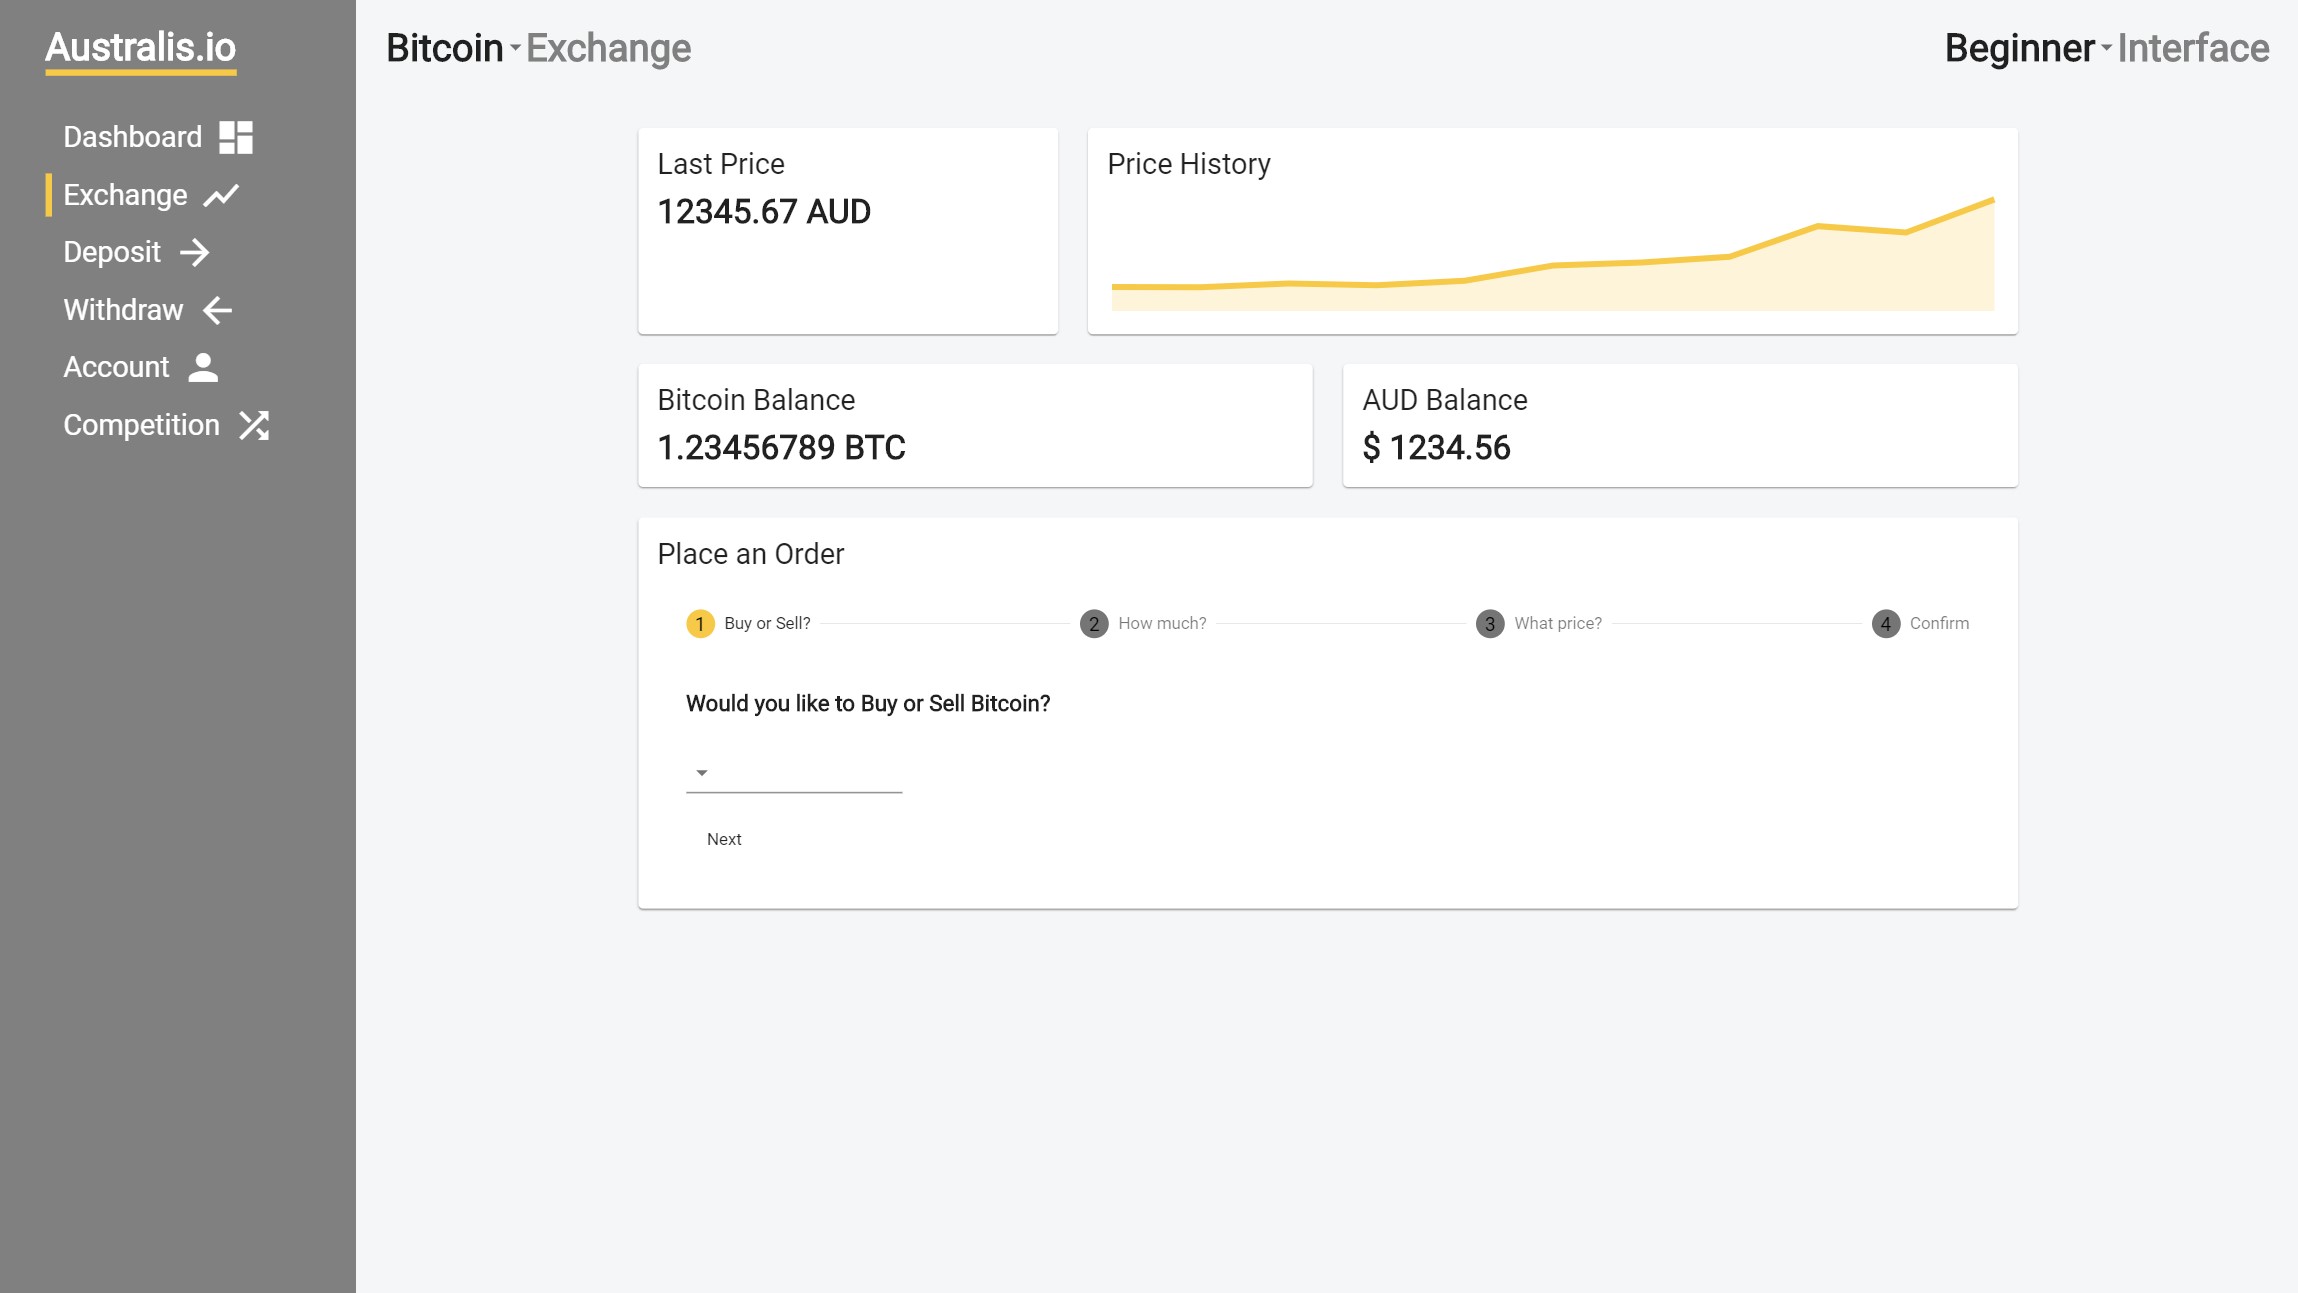 Australis.io
Dashboard
Exchange
Deposit
Withdraw
Account
Competition
Bitcoin Exchange
Beginner Interface
Last Price
12345.67 AUD
Price History
Bitcoin Balance
1.23456789 BTC
AUD Balance
$ 1234.56
Place an Order
1 Buy or Sell? 2 How much? 3 What price? 4 Confirm
Would you like to Buy or Sell Bitcoin?
Next